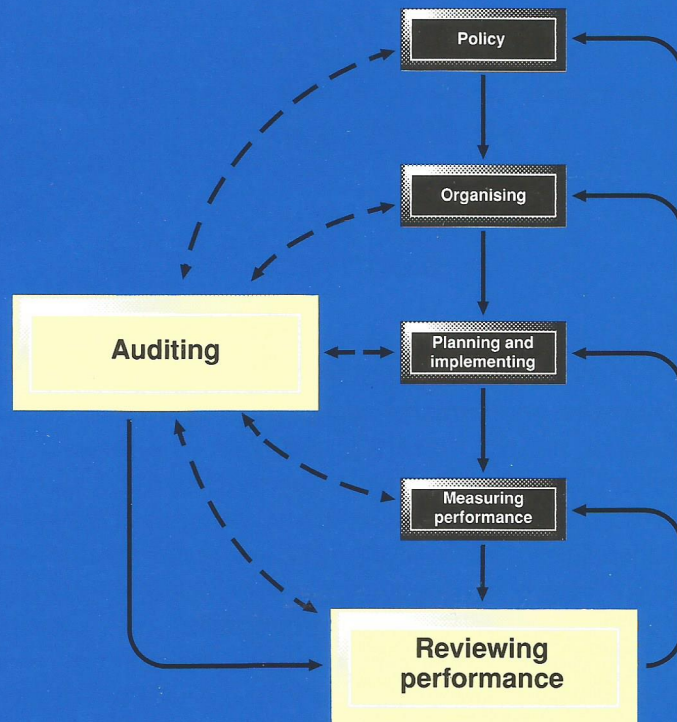 Policy
Organising
Auditing
Planning and
implementing
Measuring
performance
Reviewing
performance